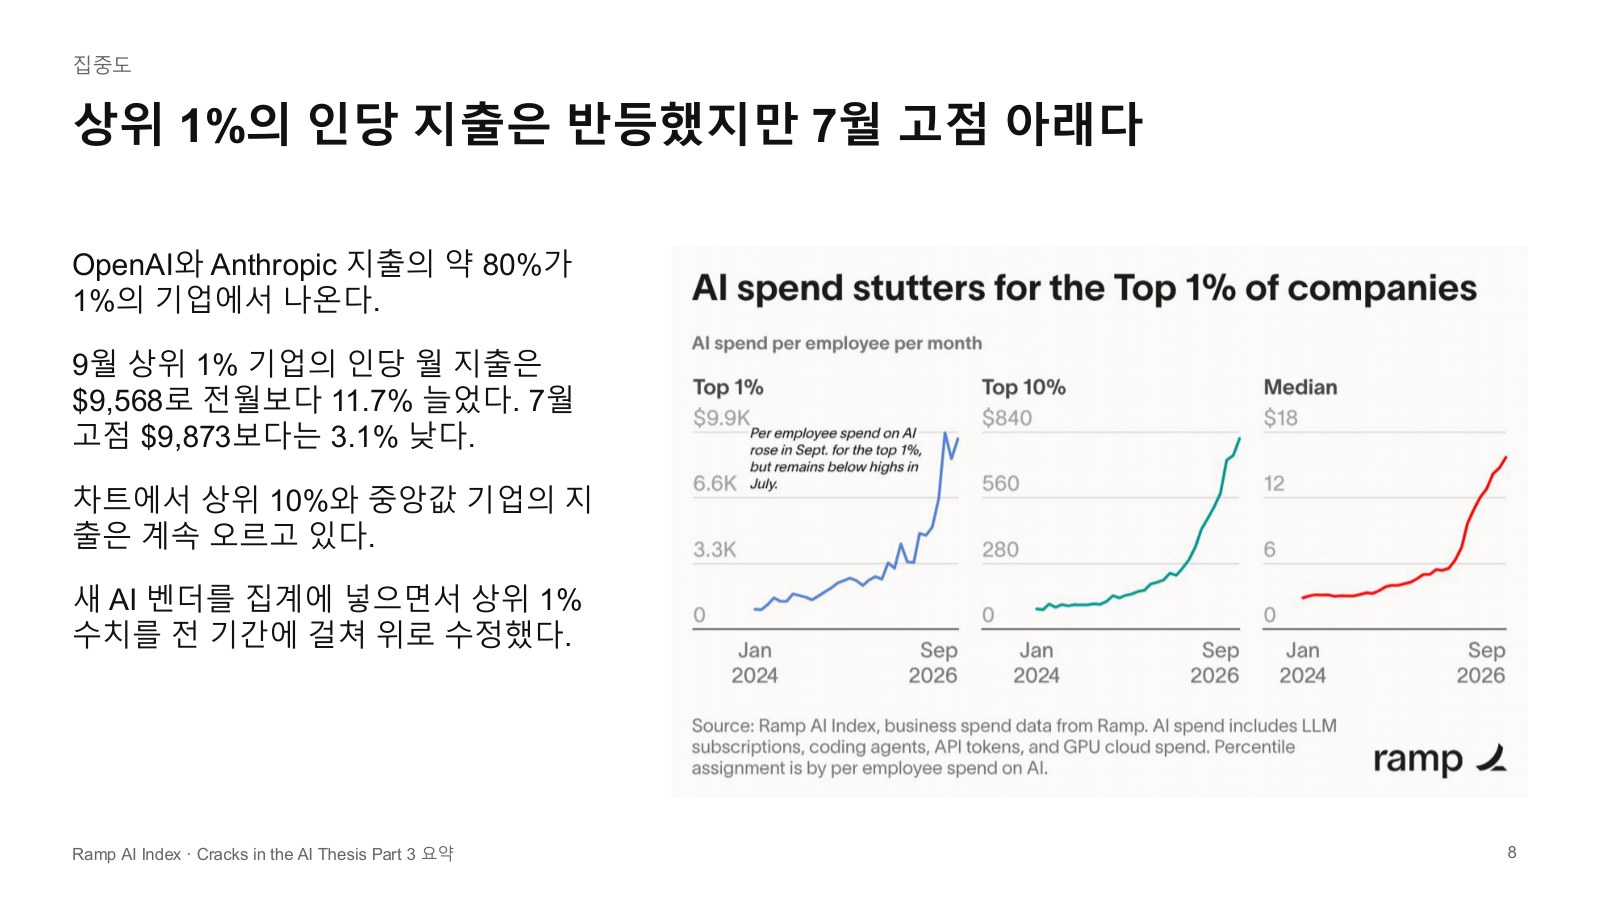 집중도
상위 1%의 인당 지출은 반등했지만 7월 고점 아래다
OpenAI와 Anthropic 지출의 약 80%가
1%의 기업에서 나온다.
9월 상위 1% 기업의 인당 월 지출은
$9,568로 전월보다 11.7% 늘었다. 7월
고점 $9,873보다는 3.1% 낮다.
차트에서 상위 10%와 중앙값 기업의 지
출은 계속 오르고 있다.
새 AI 벤더를 집계에 넣으면서 상위 1%
수치를 전 기간에 걸쳐 위로 수정했다.
AI spend stutters for the Top 1% of companies
AI spend per employee per month
Top 1%
$9.9K
Per employee spend on AI
rose in Sept. for the top 1%,
but remains below highs in
July.
6.6K
3.3K
0
Jan
2024
Sep
2026
Top 10%
$840
560
280
0
Jan
2024
Sep
2026
Median
$18
12
6
0
Jan
2024
Sep
2026
Source: Ramp AI Index, business spend data from Ramp. AI spend includes LLM
subscriptions, coding agents, API tokens, and GPU cloud spend. Percentile
assignment is by per employee spend on AI.
ramp
Ramp AI Index · Cracks in the AI Thesis Part 3 요약
8